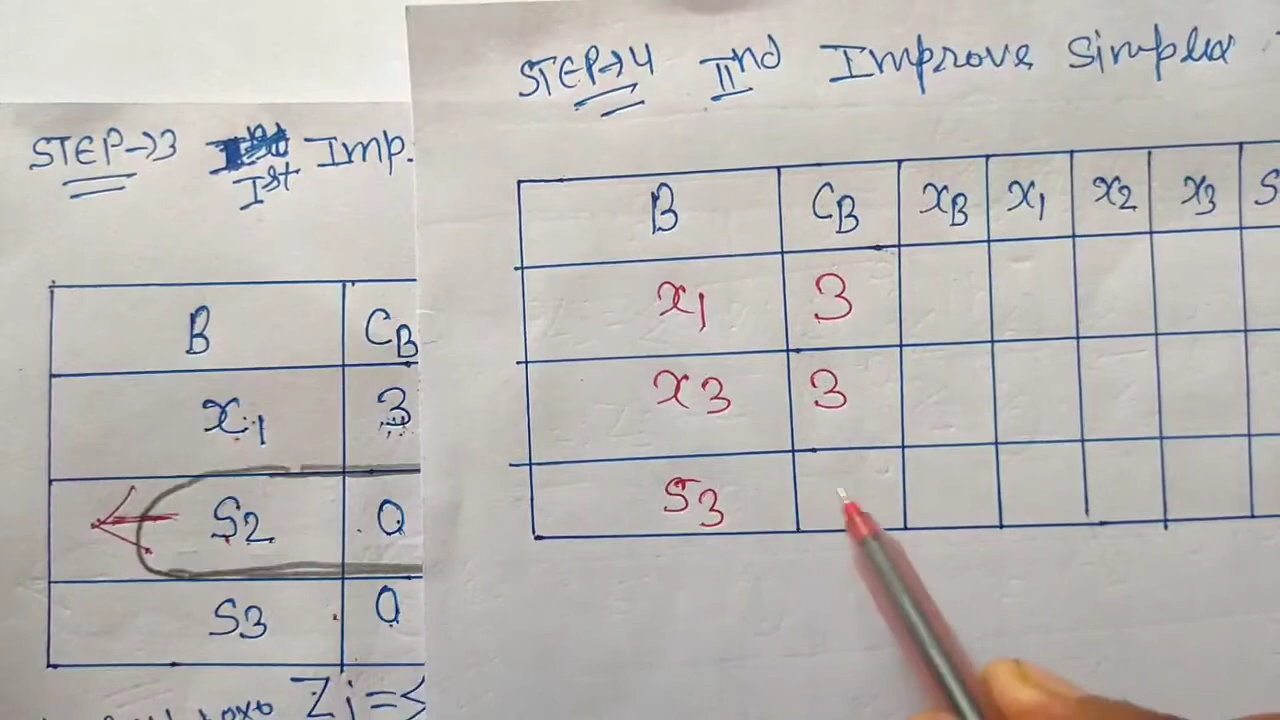 STEP→3 Ist Imp.
B CB
x1 3
S2 0
S3 0
Zj =
STEP→4 IInd Improve Simplex
B CB xB x1 x2 x3 S
x1 3
x3 3
S3